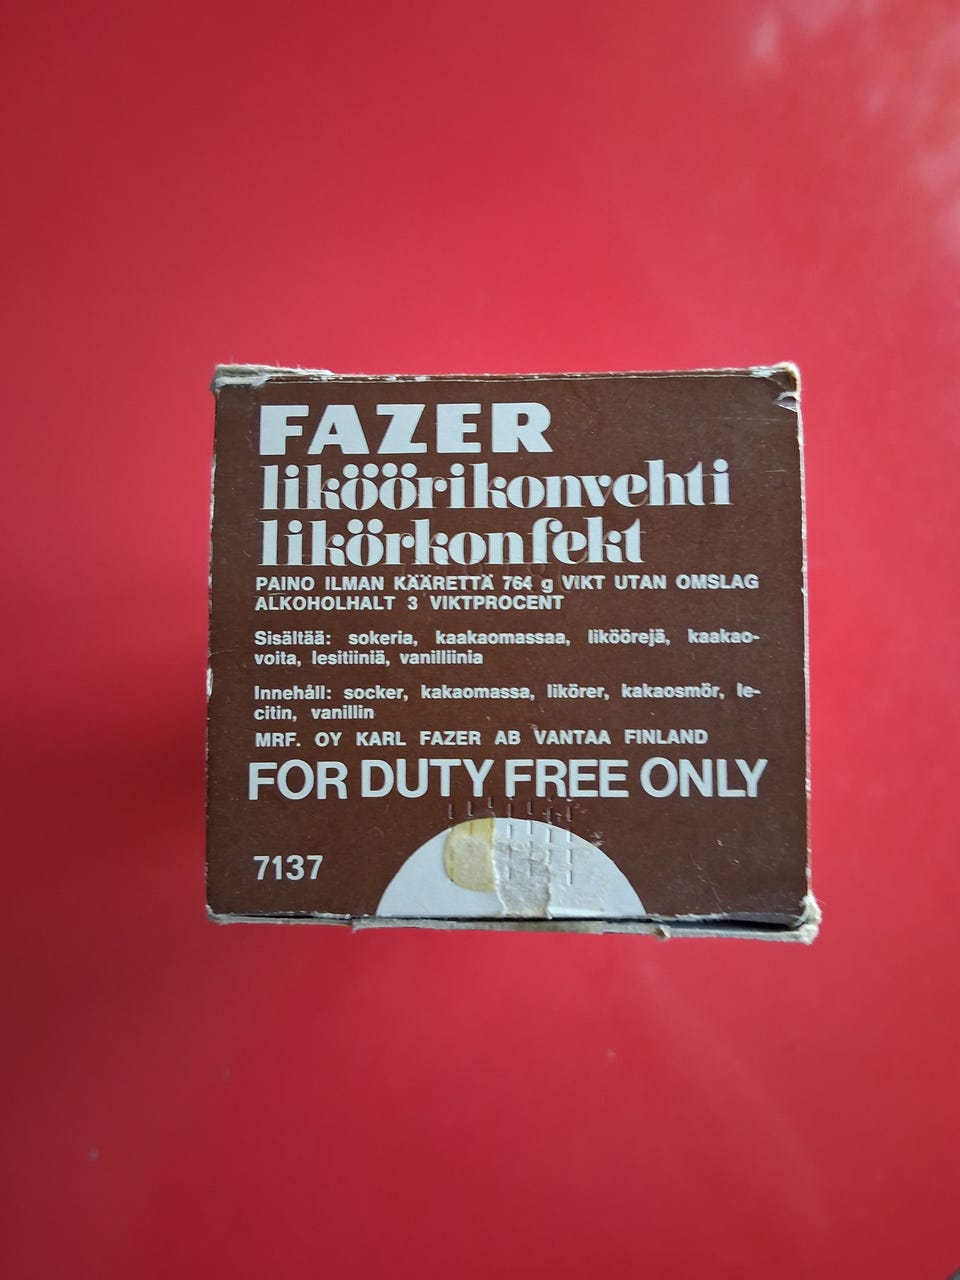 FAZER
liköörikonvehti
likörkonfekt
PAINO ILMAN KÄÄRETTÄ 764 g VIKT UTAN OMSLAG
ALKOHOLHALT 3 VIKTPROCENT
Sisältää: sokeria, kaakaomassaa, liköörejä, kaakao-
voita, lesitiiniä, vanilliinia
Innehåll: socker, kakaomassa, likörer, kakaosmör, le-
citin, vanillin
MRF. OY KARL FAZER AB VANTAA FINLAND
FOR DUTY FREE ONLY
7137